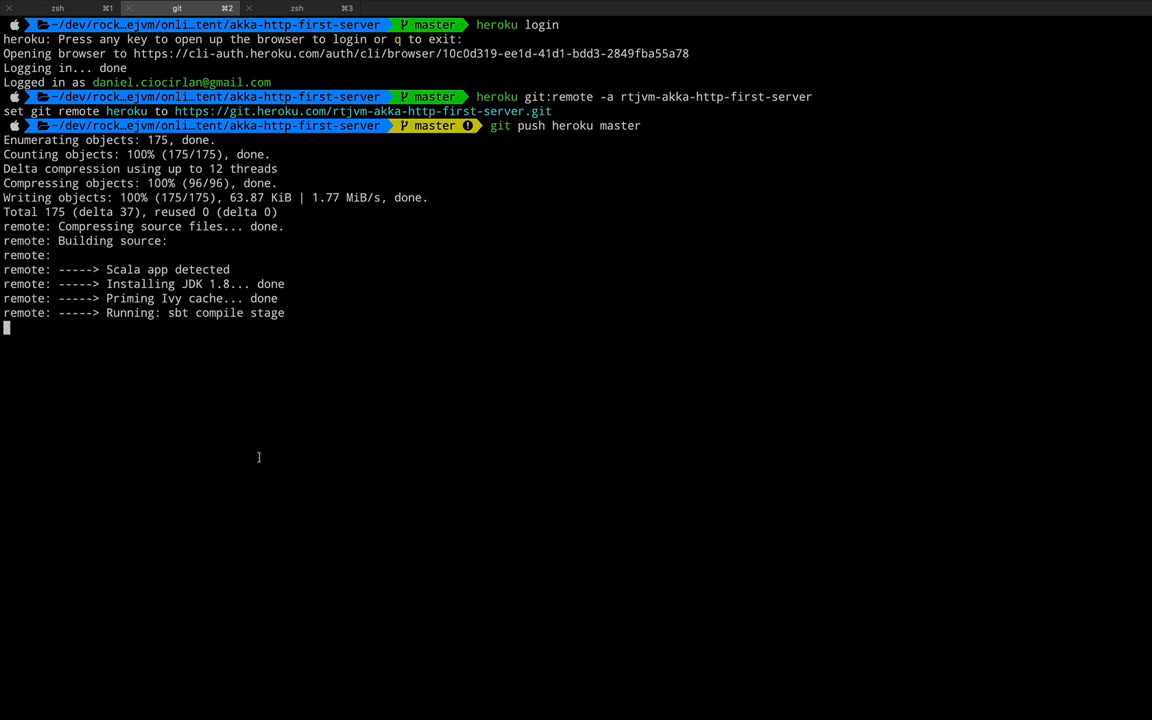 zsh ⌘1 git ⌘2 zsh ⌘3
~/dev/rock…ejvm/onli…tent/akka-http-first-server master heroku login
heroku: Press any key to open up the browser to login or q to exit:
Opening browser to https://cli-auth.heroku.com/auth/cli/browser/10c0d319-ee1d-41d1-bdd3-2849fba55a78
Logging in... done
Logged in as daniel.ciocirlan@gmail.com
~/dev/rock…ejvm/onli…tent/akka-http-first-server master heroku git:remote -a rtjvm-akka-http-first-server
set git remote heroku to https://git.heroku.com/rtjvm-akka-http-first-server.git
~/dev/rock…ejvm/onli…tent/akka-http-first-server master git push heroku master
Enumerating objects: 175, done.
Counting objects: 100% (175/175), done.
Delta compression using up to 12 threads
Compressing objects: 100% (96/96), done.
Writing objects: 100% (175/175), 63.87 KiB | 1.77 MiB/s, done.
Total 175 (delta 37), reused 0 (delta 0)
remote: Compressing source files... done.
remote: Building source:
remote:
remote: -----> Scala app detected
remote: -----> Installing JDK 1.8... done
remote: -----> Priming Ivy cache... done
remote: -----> Running: sbt compile stage